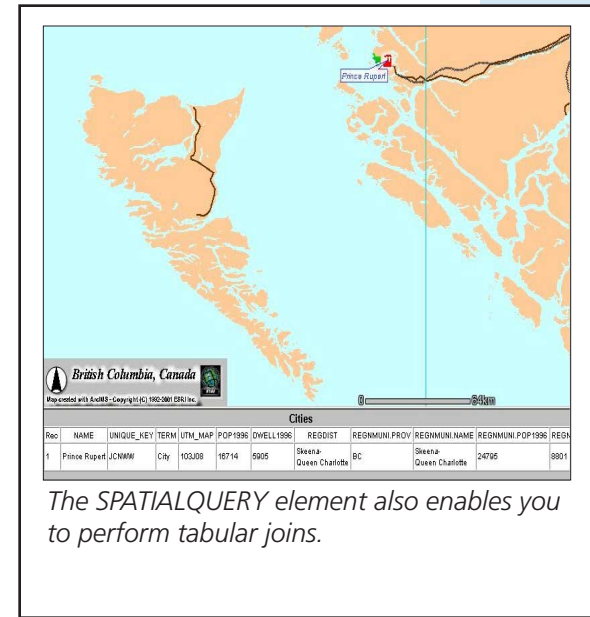 Prince Rupert
British Columbia, Canada
Map created with ArcIMS - Copyright (C) 1992-2001 ESRI Inc.
0 64km
Cities
Rec NAME UNIQUE_KEY TERM UTM_MAP POP1996 DWELL1996 REGDIST REGNMUNI.PROV REGNMUNI.NAME REGNMUNI.POP1996 REGN
1 Prince Rupert JCNWW City 103J08 16714 5905 Skeena- BC Skeena- 24795 8801
Queen Charlotte Queen Charlotte
The SPATIALQUERY element also enables you
to perform tabular joins.